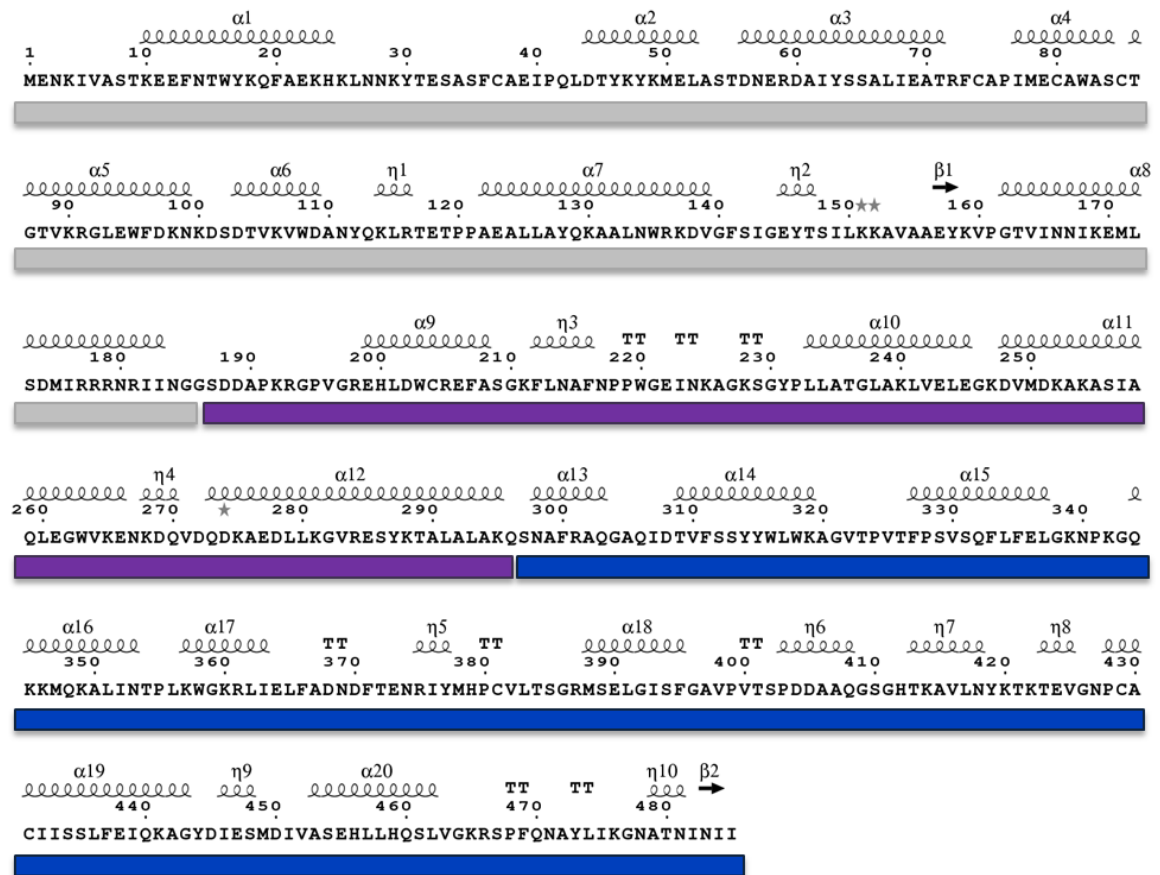 α1 α2 α3 α4
1 10 20 30 40 50 60 70 80
MENKIVASTKEEFNTWYKQFAEKHKLNNKYTESASFCAEIPQLDTYKYKMELASTDNERDAIYSSALIEATRFCAPIMECAWASCT
α5 α6 η1 α7 η2 β1 α8
90 100 110 120 130 140 150 160 170
GTVKRGLEWFDKNKDSDTVKVWDANYQKLRTETPPAEALLAYQKAALNWRKDVGFSIGEYTSILKKAVAAEYKVPGTVINNIKEML
α9 η3 TT TT TT α10 α11
180 190 200 210 220 230 240 250
SDMIRRRNRIINGGSDDAPKRGPVGREHLDWCREFASGKFLNAFNPPWGEINKAGKSGYPLLATGLAKLVELEGKDVMDKAKASIA
η4 α12 α13 α14 α15
260 270 280 290 300 310 320 330 340
QLEGWVKENKDQVDQDKAEDLLKGVRESYKTALALAKQSNAFRAQGAQIDTVFSSYYWLWKAGVTPVTFPSVSQFLFELGKNPKGQ
α16 α17 TT η5 TT α18 TT η6 η7 η8
350 360 370 380 390 400 410 420 430
KKMQKALINTPLKWGKRLIELFADNDFTENRIYMHPCVLTSGRMSELGISFGAVPVTSPDDAAQGSGHTKAVLNYKTKTEVGNPCA
α19 η9 α20 TT TT η10 β2
440 450 460 470 480
CIISSLFEIQKAGYDIESMDIVASEHLLHQSLVGKRSPFQNAYLIKGNATNINII